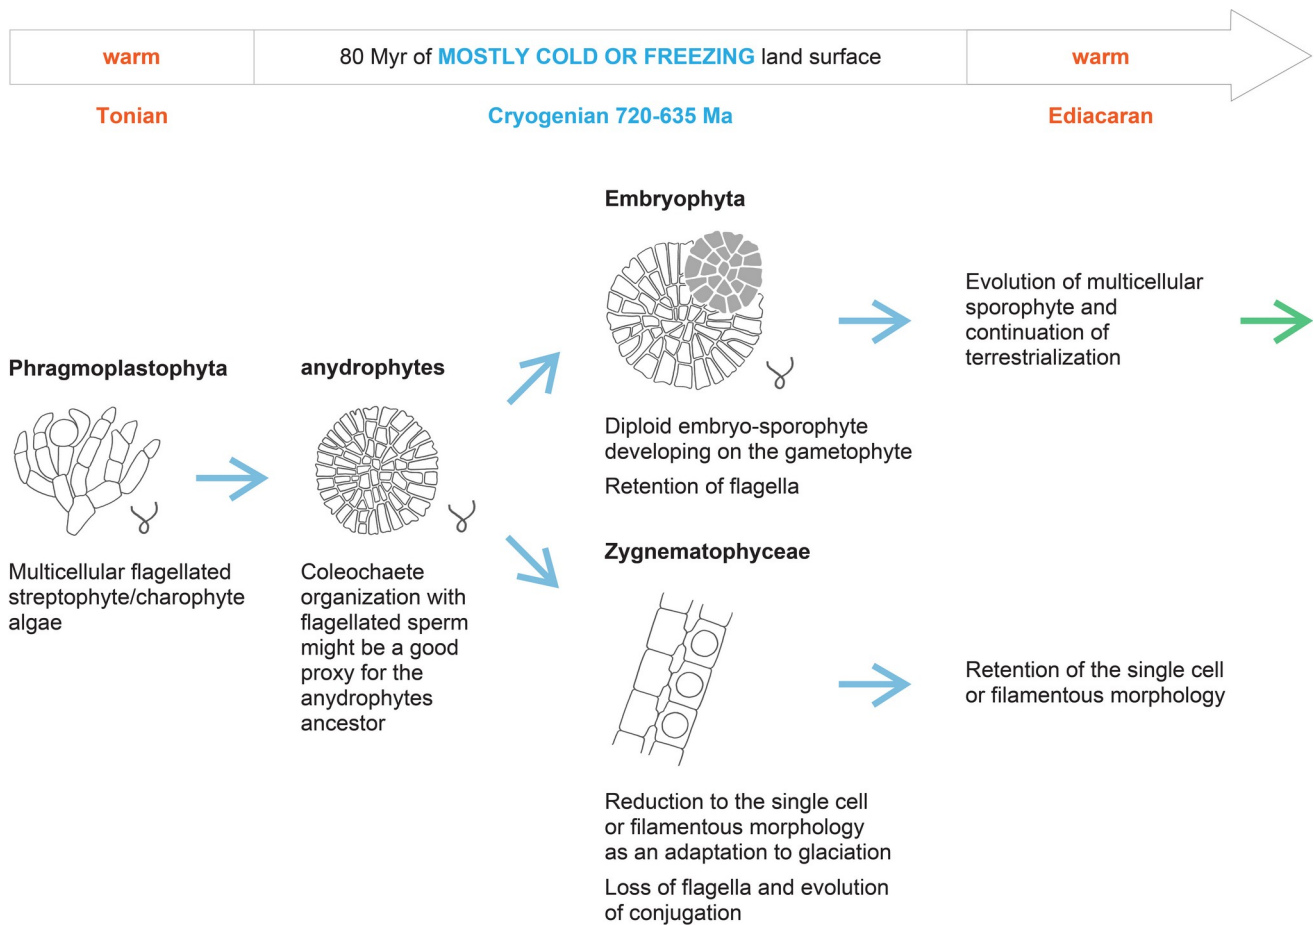 warm
80 Myr of MOSTLY COLD OR FREEZING land surface
warm
Tonian
Cryogenian 720-635 Ma
Ediacaran
Phragmoplastophyta
Multicellular flagellated
streptophyte/charophyte
algae
anydrophytes
Coleochaete
organization with
flagellated sperm
might be a good
proxy for the
anydrophytes
ancestor
Embryophyta
Diploid embryo-sporophyte
developing on the gametophyte
Retention of flagella
Evolution of multicellular
sporophyte and
continuation of
terrestrialization
Zygnematophyceae
Reduction to the single cell
or filamentous morphology
as an adaptation to glaciation
Loss of flagella and evolution
of conjugation
Retention of the single cell
or filamentous morphology